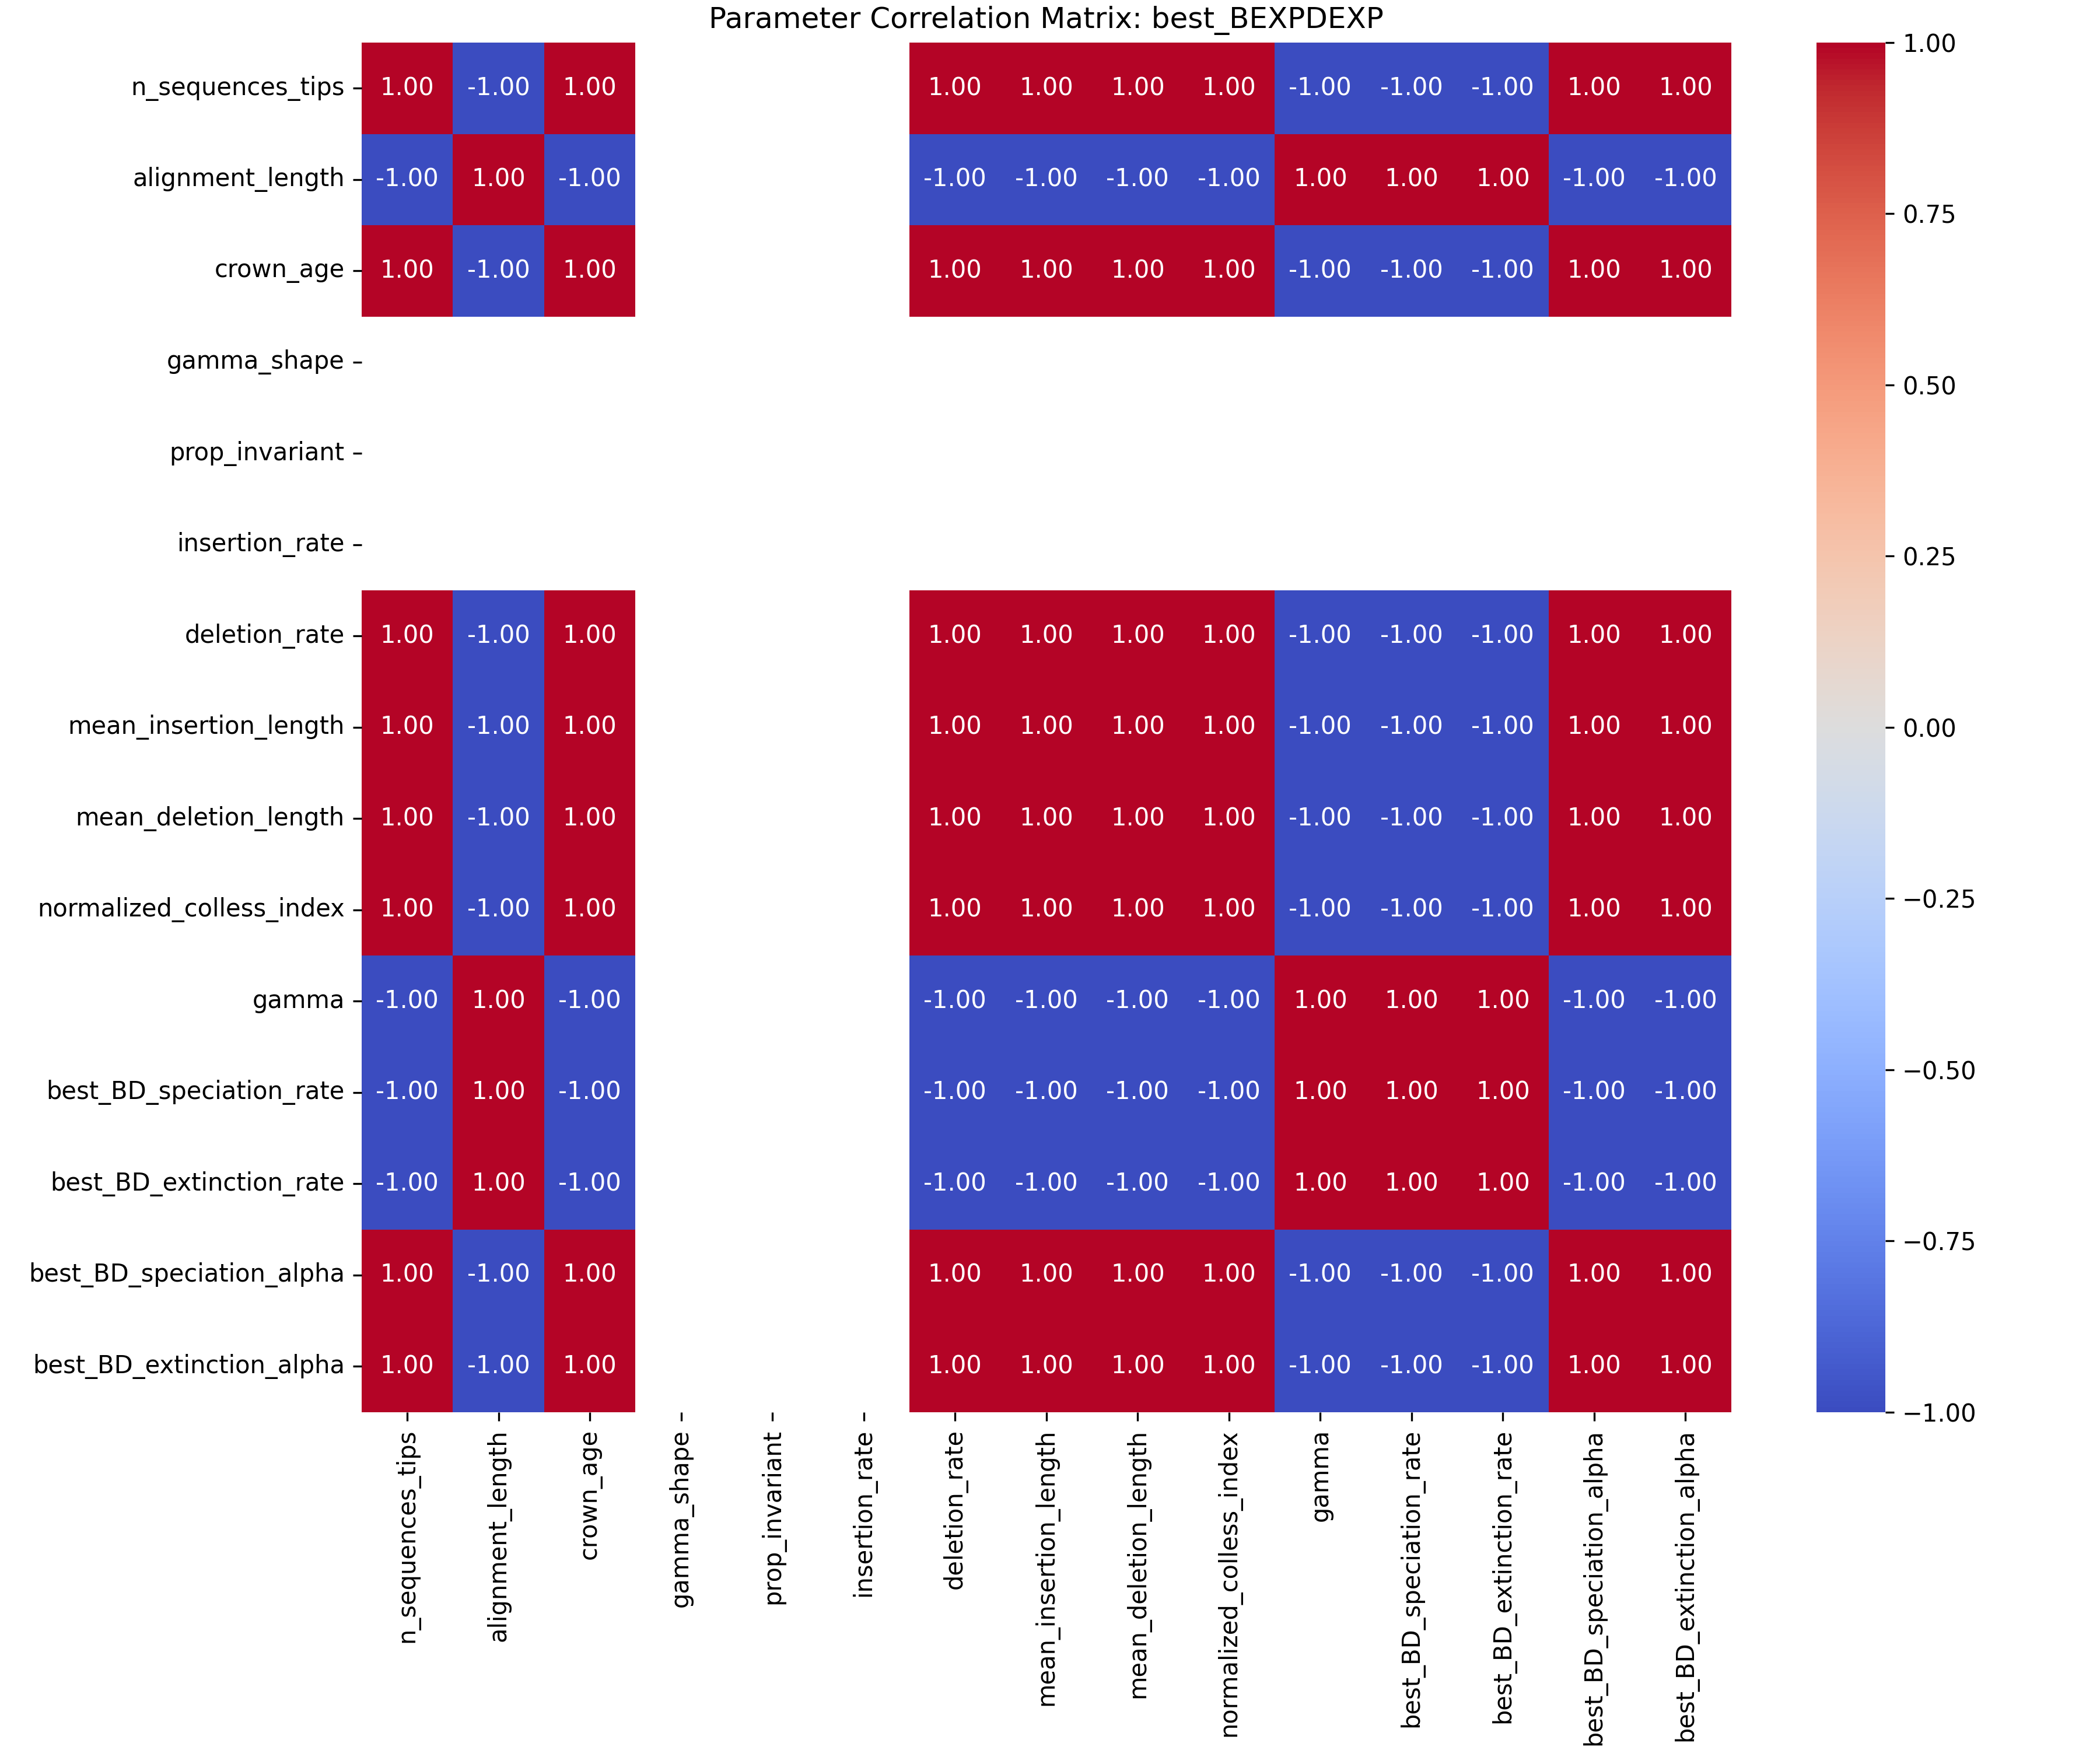 Parameter Correlation Matrix: best_BEXPDEXP
n_sequences_tips 1.00 -1.00 1.00 1.00 1.00 1.00 1.00 -1.00 -1.00 -1.00 1.00 1.00
alignment_length -1.00 1.00 -1.00 -1.00 -1.00 -1.00 -1.00 1.00 1.00 1.00 -1.00 -1.00
crown_age 1.00 -1.00 1.00 1.00 1.00 1.00 1.00 -1.00 -1.00 -1.00 1.00 1.00
gamma_shape
prop_invariant
insertion_rate
deletion_rate 1.00 -1.00 1.00 1.00 1.00 1.00 1.00 -1.00 -1.00 -1.00 1.00 1.00
mean_insertion_length 1.00 -1.00 1.00 1.00 1.00 1.00 1.00 -1.00 -1.00 -1.00 1.00 1.00
mean_deletion_length 1.00 -1.00 1.00 1.00 1.00 1.00 1.00 -1.00 -1.00 -1.00 1.00 1.00
normalized_colless_index 1.00 -1.00 1.00 1.00 1.00 1.00 1.00 -1.00 -1.00 -1.00 1.00 1.00
gamma -1.00 1.00 -1.00 -1.00 -1.00 -1.00 -1.00 1.00 1.00 1.00 -1.00 -1.00
best_BD_speciation_rate -1.00 1.00 -1.00 -1.00 -1.00 -1.00 -1.00 1.00 1.00 1.00 -1.00 -1.00
best_BD_extinction_rate -1.00 1.00 -1.00 -1.00 -1.00 -1.00 -1.00 1.00 1.00 1.00 -1.00 -1.00
best_BD_speciation_alpha 1.00 -1.00 1.00 1.00 1.00 1.00 1.00 -1.00 -1.00 -1.00 1.00 1.00
best_BD_extinction_alpha 1.00 -1.00 1.00 1.00 1.00 1.00 1.00 -1.00 -1.00 -1.00 1.00 1.00
n_sequences_tips
alignment_length
crown_age
gamma_shape
prop_invariant
insertion_rate
deletion_rate
mean_insertion_length
mean_deletion_length
normalized_colless_index
gamma
best_BD_speciation_rate
best_BD_extinction_rate
best_BD_speciation_alpha
best_BD_extinction_alpha
1.00
0.75
0.50
0.25
0.00
−0.25
−0.50
−0.75
−1.00